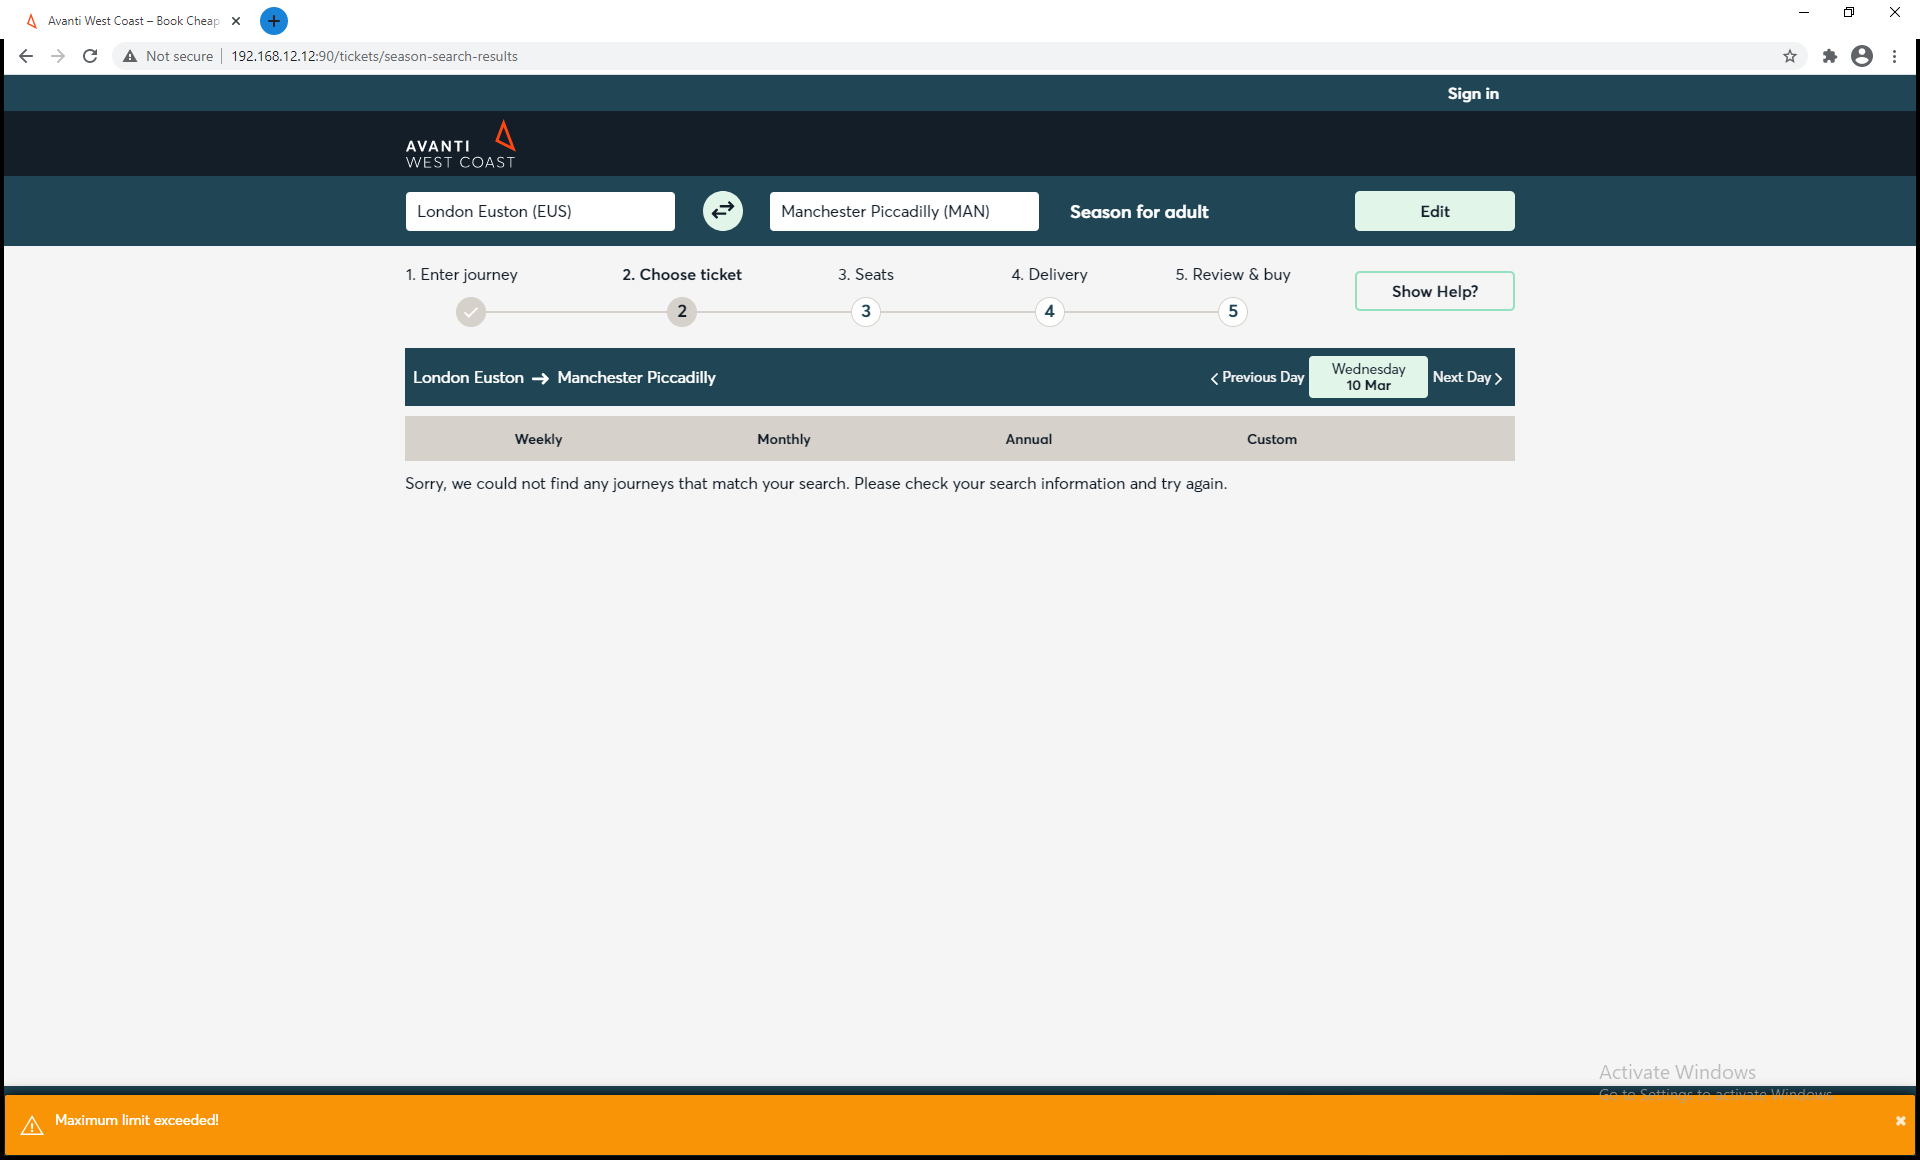 Avanti West Coast – Book Cheap
Not secure
192.168.12.12:90/tickets/season-search-results
Sign in
AVANTI
WEST COAST
London Euston (EUS)
Manchester Piccadilly (MAN)
Season for adult
Edit
1. Enter journey
2. Choose ticket
3. Seats
4. Delivery
5. Review & buy
2
3
4
5
Show Help?
London Euston → Manchester Piccadilly
Previous Day
Wednesday
10 Mar
Next Day
Weekly
Monthly
Annual
Custom
Sorry, we could not find any journeys that match your search. Please check your search information and try again.
Activate Windows
Go to Settings to activate Windows.
Maximum limit exceeded!